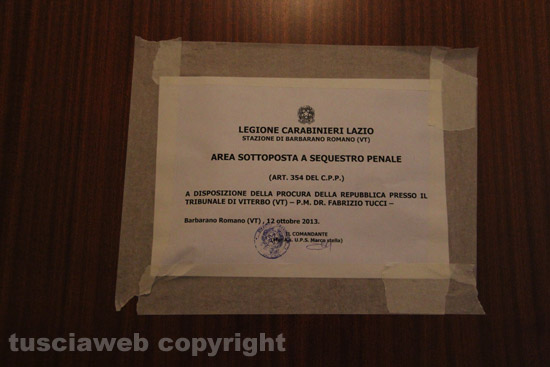 LEGIONE CARABINIERI LAZIO
STAZIONE DI BARBARANO ROMANO (VT)
AREA SOTTOPOSTA A SEQUESTRO PENALE
(ART. 354 DEL C.P.P.)
A DISPOSIZIONE DELLA PROCURA DELLA REPUBBLICA PRESSO IL
TRIBUNALE DI VITERBO (VT) – P.M. DR. FABRIZIO TUCCI –
Barbarano Romano (VT) , 12 ottobre 2013.
IL COMANDANTE
U.P.S. Marco
tusciaweb copyright